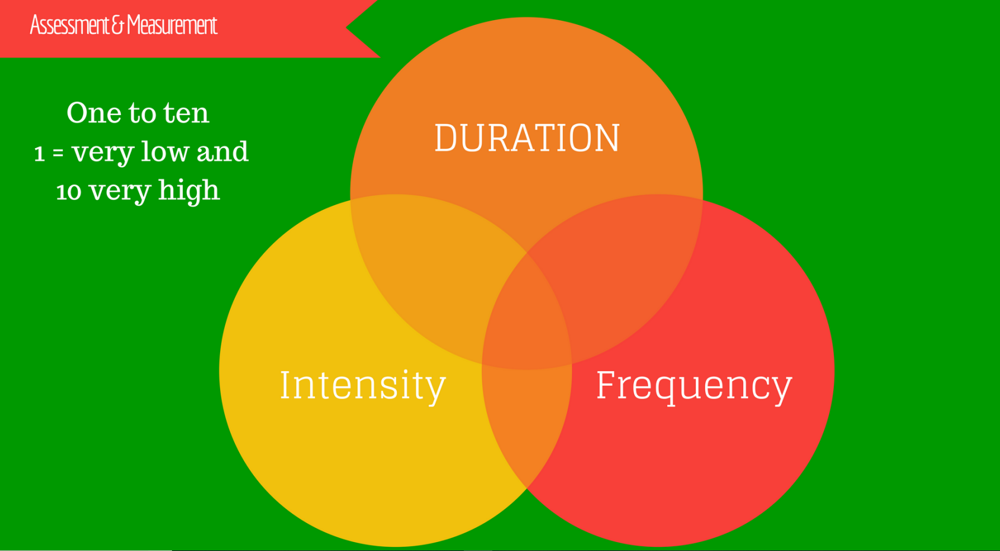 Assessment & Measurement
One to ten
1 = very low and
10 very high
DURATION
Intensity
Frequency